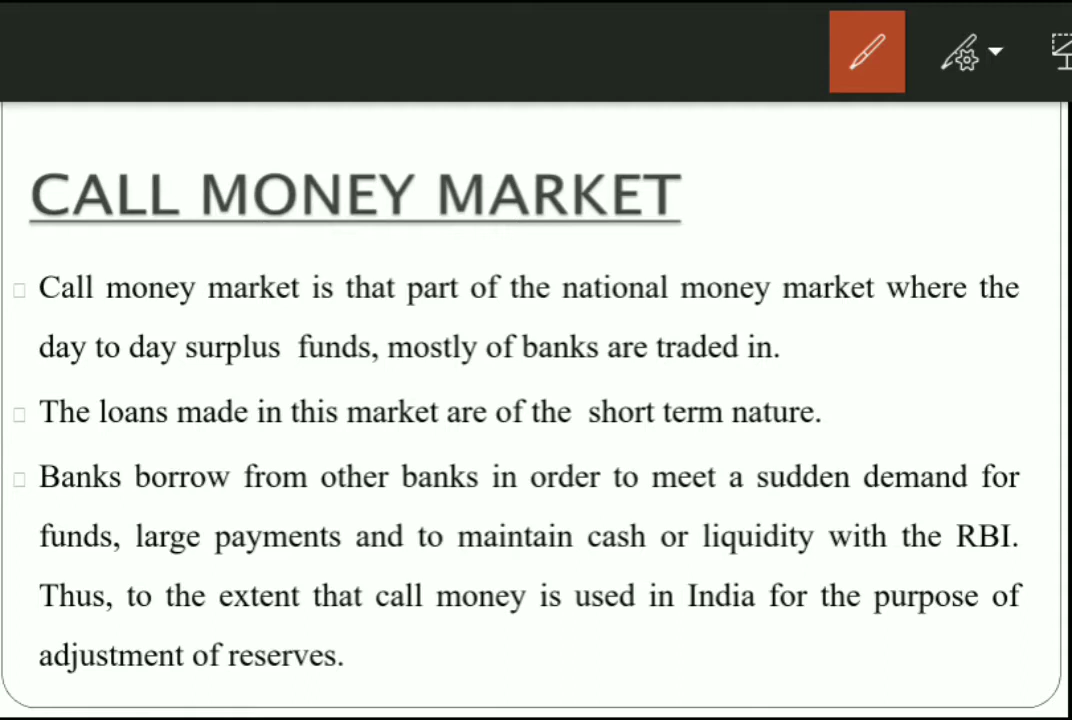 CALL MONEY MARKET
Call money market is that part of the national money market where the
day to day surplus funds, mostly of banks are traded in.
The loans made in this market are of the short term nature.
Banks borrow from other banks in order to meet a sudden demand for
funds, large payments and to maintain cash or liquidity with the RBI.
Thus, to the extent that call money is used in India for the purpose of
adjustment of reserves.